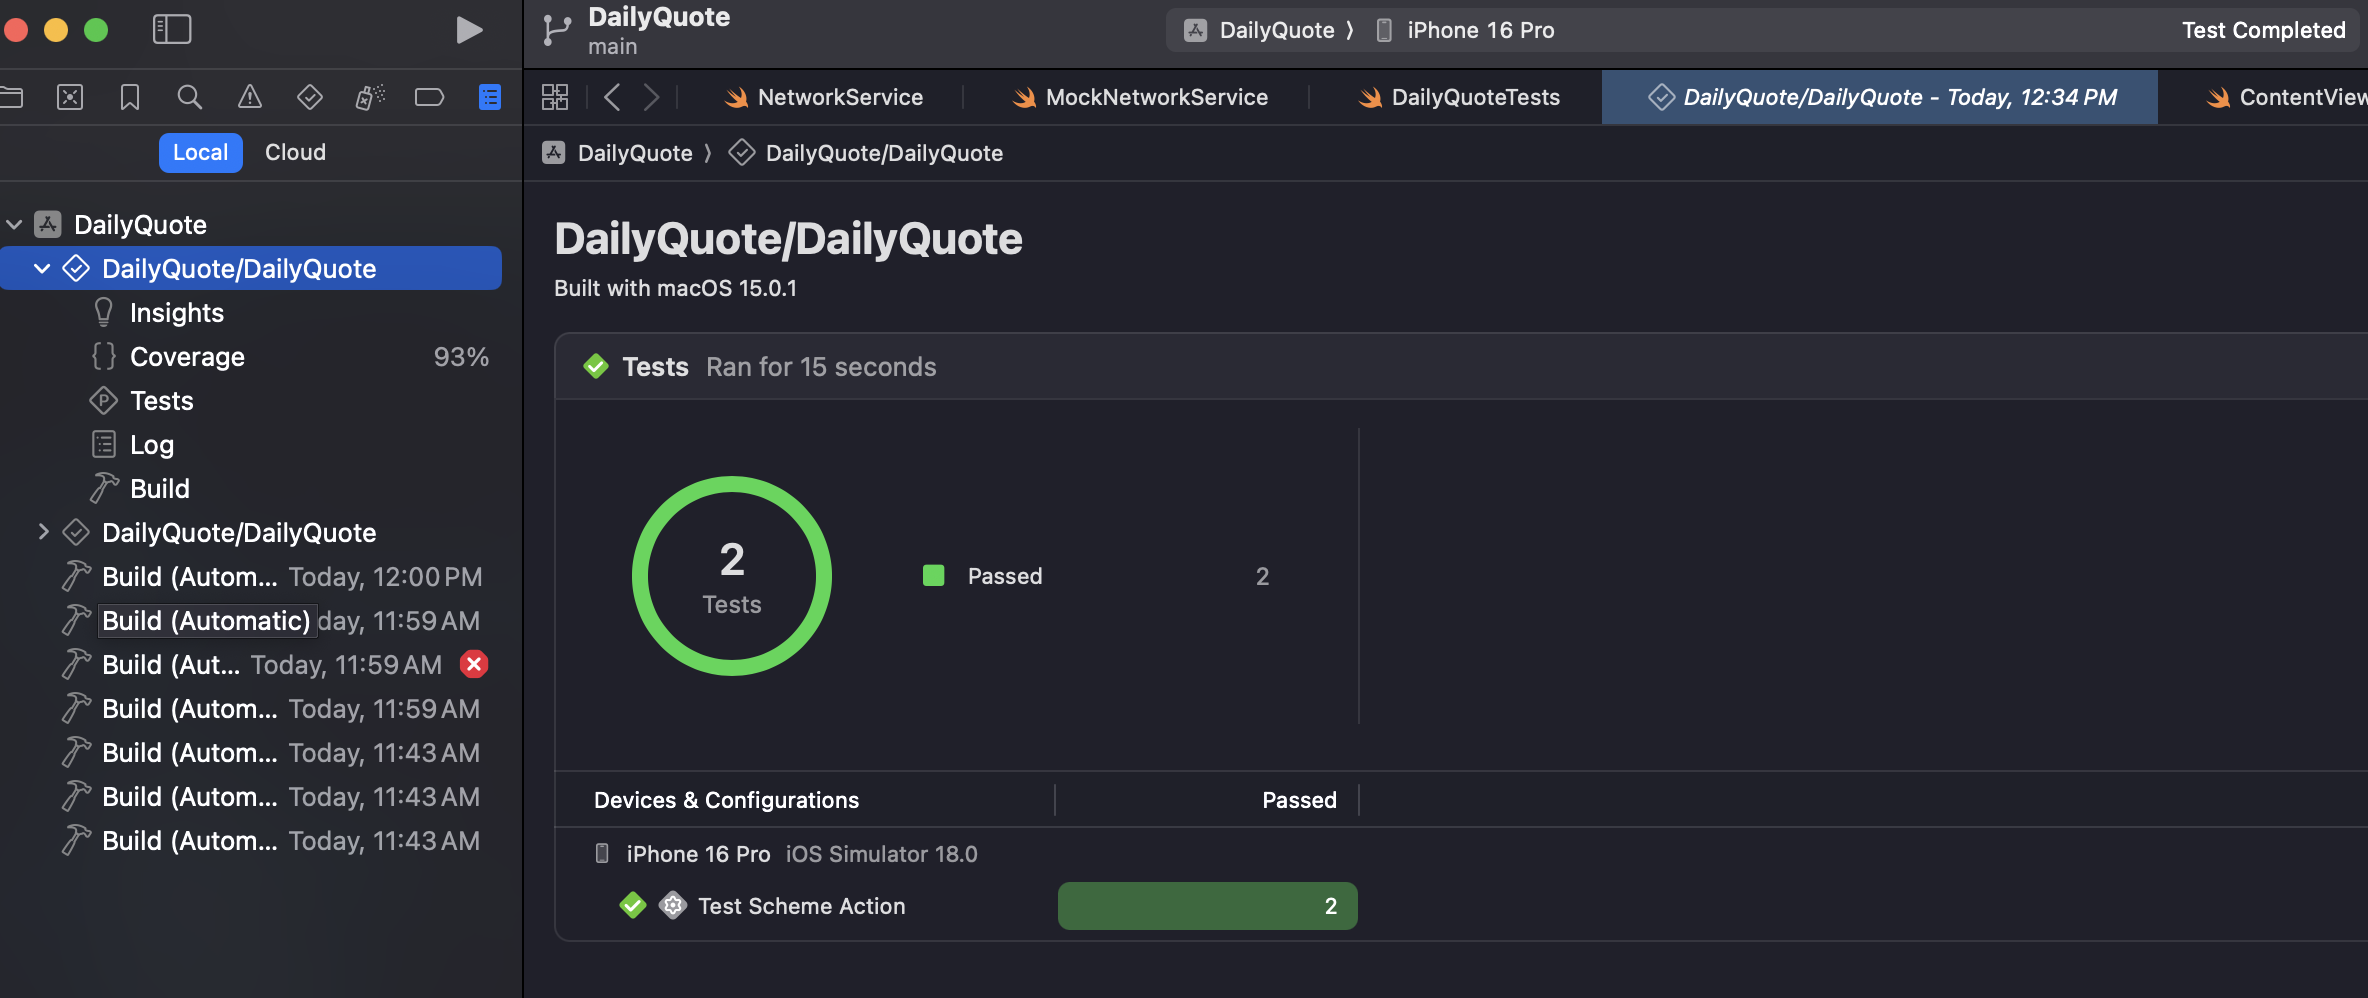 DailyQuote
main
DailyQuote 〉 iPhone 16 Pro
Test Completed
NetworkService
MockNetworkService
DailyQuoteTests
DailyQuote/DailyQuote - Today, 12:34 PM
ContentView
Local
Cloud
DailyQuote 〉 DailyQuote/DailyQuote
DailyQuote
DailyQuote/DailyQuote
Insights
Coverage 93%
Tests
Log
Build
DailyQuote/DailyQuote
Build (Autom... Today, 12:00 PM
Build (Automatic) day, 11:59 AM
Build (Aut... Today, 11:59 AM
Build (Autom... Today, 11:59 AM
Build (Autom... Today, 11:43 AM
Build (Autom... Today, 11:43 AM
Build (Autom... Today, 11:43 AM
DailyQuote/DailyQuote
Built with macOS 15.0.1
Tests Ran for 15 seconds
2
Tests
Passed 2
Devices & Configurations Passed
iPhone 16 Pro iOS Simulator 18.0
Test Scheme Action 2